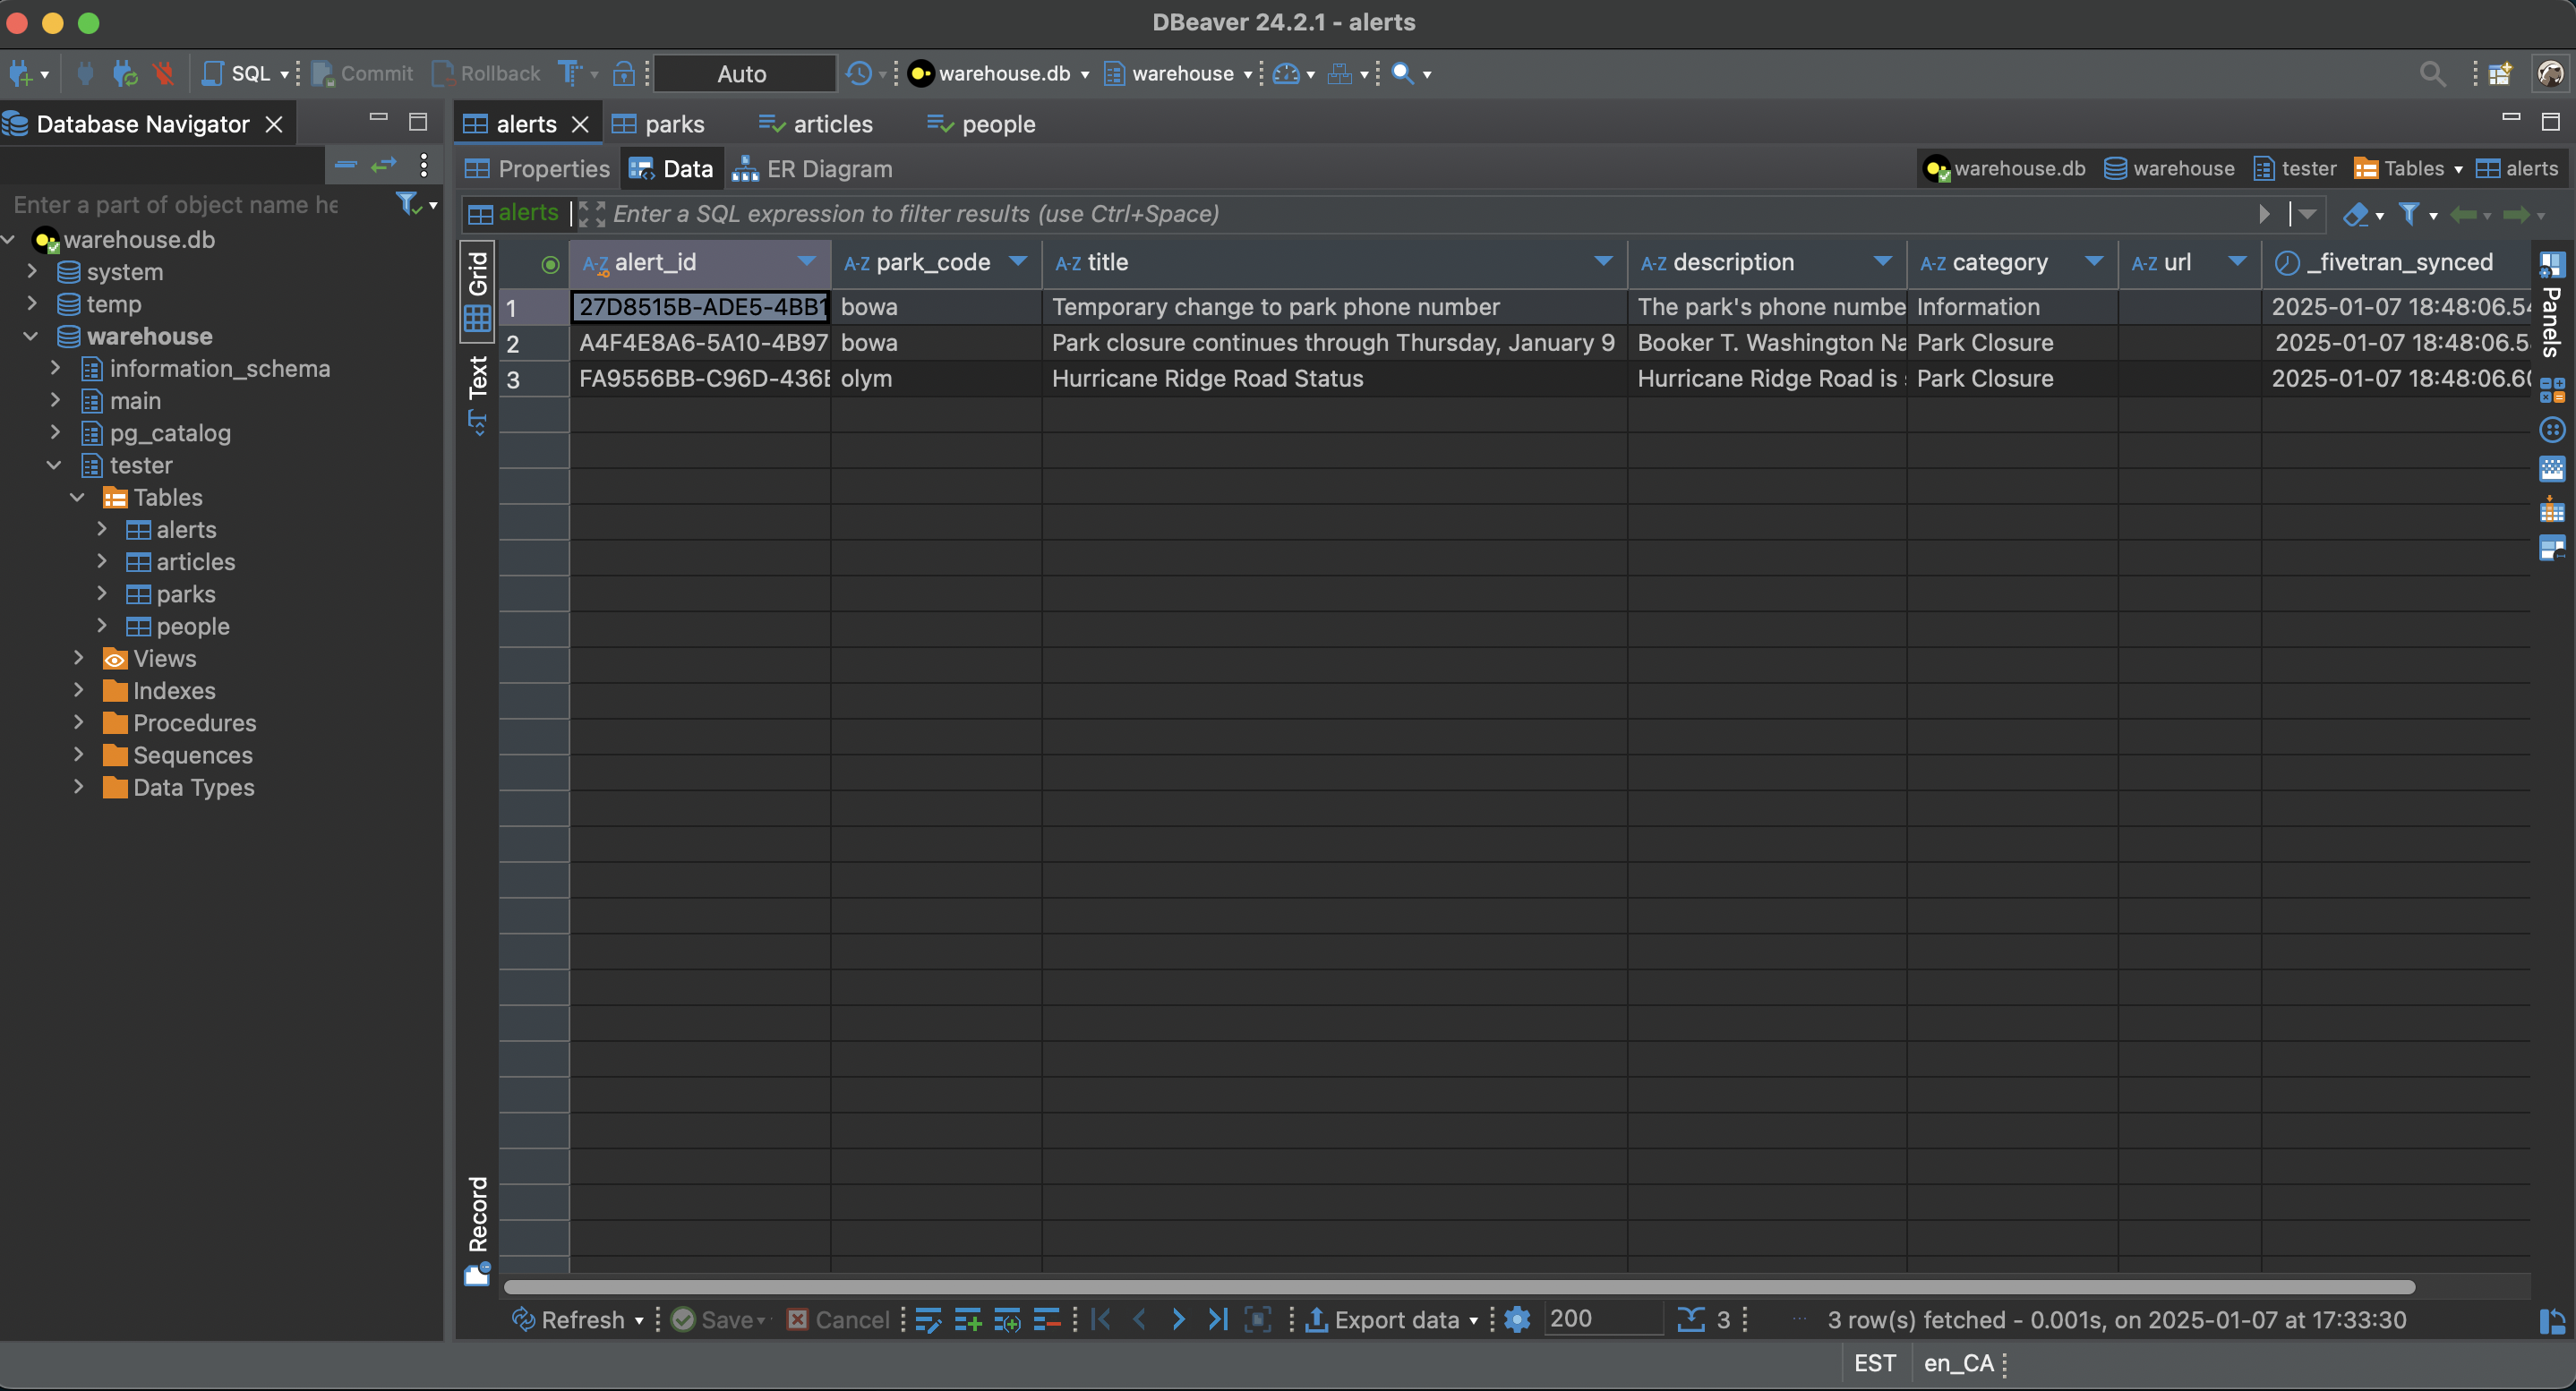 DBeaver 24.2.1 - alerts
SQL Commit Rollback Auto warehouse.db warehouse
Database Navigator
alerts parks articles people
Properties Data ER Diagram
warehouse.db warehouse tester Tables alerts
Enter a part of object name he
alerts Enter a SQL expression to filter results (use Ctrl+Space)
warehouse.db
system
temp
warehouse
information_schema
main
pg_catalog
tester
Tables
alerts
articles
parks
people
Views
Indexes
Procedures
Sequences
Data Types
Grid
Text
Record
A-Z alert_id A-Z park_code A-Z title A-Z description A-Z category A-Z url _fivetran_synced
1 27D8515B-ADE5-4BB1 bowa Temporary change to park phone number The park's phone numbe Information 2025-01-07 18:48:06.54
2 A4F4E8A6-5A10-4B97 bowa Park closure continues through Thursday, January 9 Booker T. Washington Na Park Closure 2025-01-07 18:48:06.5
3 FA9556BB-C96D-436E olym Hurricane Ridge Road Status Hurricane Ridge Road is Park Closure 2025-01-07 18:48:06.60
Panels
Refresh Save Cancel Export data 200 3 3 row(s) fetched - 0.001s, on 2025-01-07 at 17:33:30
EST en_CA